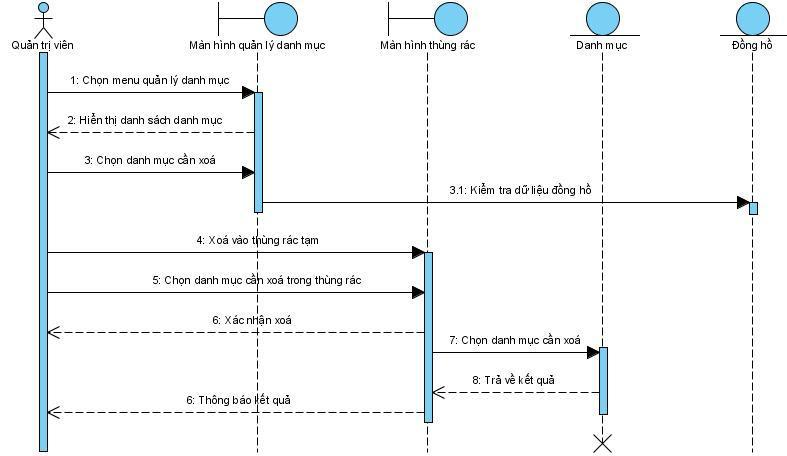 Quản trị viên
Màn hình quản lý danh mục
Màn hình thùng rác
Danh mục
Đồng hồ
1: Chọn menu quản lý danh mục
2: Hiển thị danh sách danh mục
3: Chọn danh mục cần xoá
3.1: Kiểm tra dữ liệu đồng hồ
4: Xoá vào thùng rác tạm
5: Chọn danh mục cần xoá trong thùng rác
6: Xác nhận xoá
7: Chọn danh mục cần xoá
8: Trả về kết quả
6: Thông báo kết quả